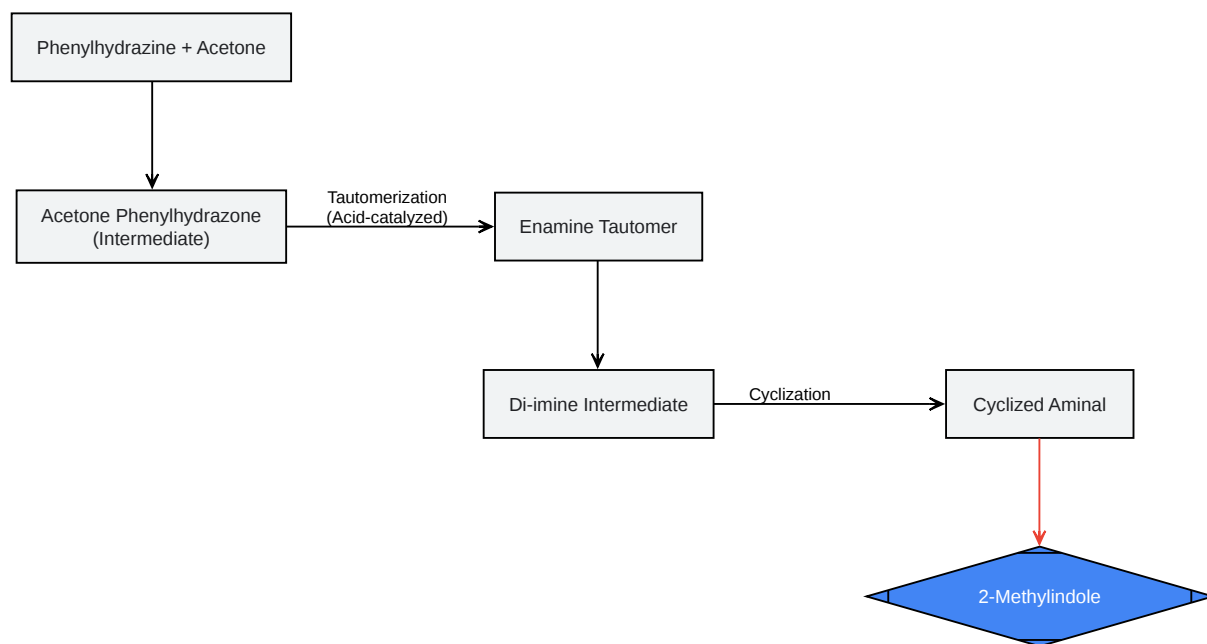 Phenylhydrazine + Acetone
Acetone Phenylhydrazone
(Intermediate)
Tautomerization
(Acid-catalyzed)
Enamine Tautomer
Di-imine Intermediate
Cyclization
Cyclized Aminal
2-Methylindole